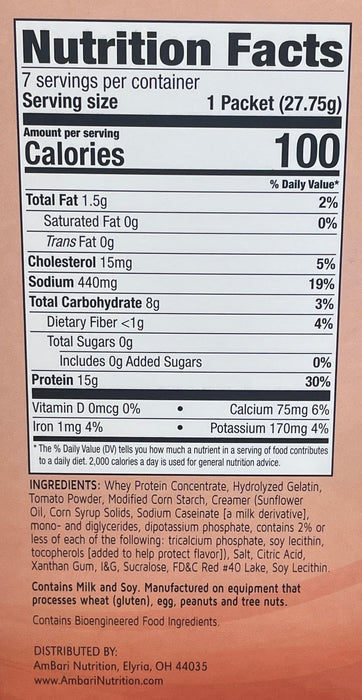 Nutrition Facts
7 servings per container
Serving size 1 Packet (27.75g)
Amount per serving
Calories 100
% Daily Value*
Total Fat 1.5g 2%
Saturated Fat 0g 0%
Trans Fat 0g
Cholesterol 15mg 5%
Sodium 440mg 19%
Total Carbohydrate 8g 3%
Dietary Fiber <1g 4%
Total Sugars 0g
Includes 0g Added Sugars 0%
Protein 15g 30%
Vitamin D 0mcg 0% • Calcium 75mg 6%
Iron 1mg 4% • Potassium 170mg 4%
* The % Daily Value (DV) tells you how much a nutrient in a serving of food contributes
to a daily diet. 2,000 calories a day is used for general nutrition advice.
INGREDIENTS: Whey Protein Concentrate, Hydrolyzed Gelatin,
Tomato Powder, Modified Corn Starch, Creamer (Sunflower
Oil, Corn Syrup Solids, Sodium Caseinate [a milk derivative],
mono- and diglycerides, dipotassium phosphate, contains 2% or
less of each of the following: tricalcium phosphate, soy lecithin,
tocopherols [added to help protect flavor]), Salt, Citric Acid,
Xanthan Gum, I&G, Sucralose, FD&C Red #40 Lake, Soy Lecithin.
Contains Milk and Soy. Manufactured on equipment that
processes wheat (gluten), egg, peanuts and tree nuts.
Contains Bioengineered Food Ingredients.
DISTRIBUTED BY:
AmBari Nutrition, Elyria, OH 44035
www.AmbariNutrition.com